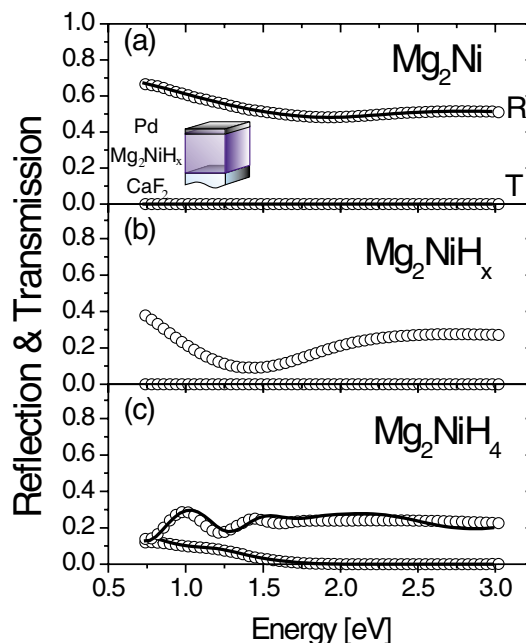 Reflection & Transmission
1.0
0.8
0.6
0.4
0.2
0.0
(a)
Mg₂Ni
R
T
Pd
Mg₂NiHₓ
CaF₂
0.8
0.6
0.4
0.2
0.0
(b)
Mg₂NiHₓ
0.8
0.6
0.4
0.2
0.0
(c)
Mg₂NiH₄
0.5 1.0 1.5 2.0 2.5 3.0
Energy [eV]